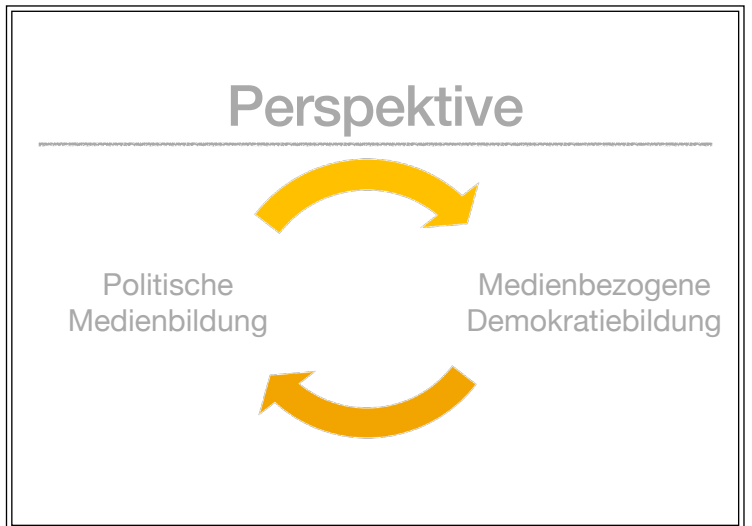 Perspektive
Politische
Medienbildung
Medienbezogene
Demokratiebildung